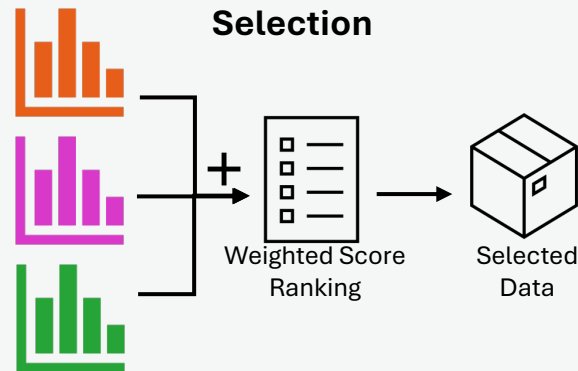 Selection
+
Weighted Score
Ranking
Selected
Data